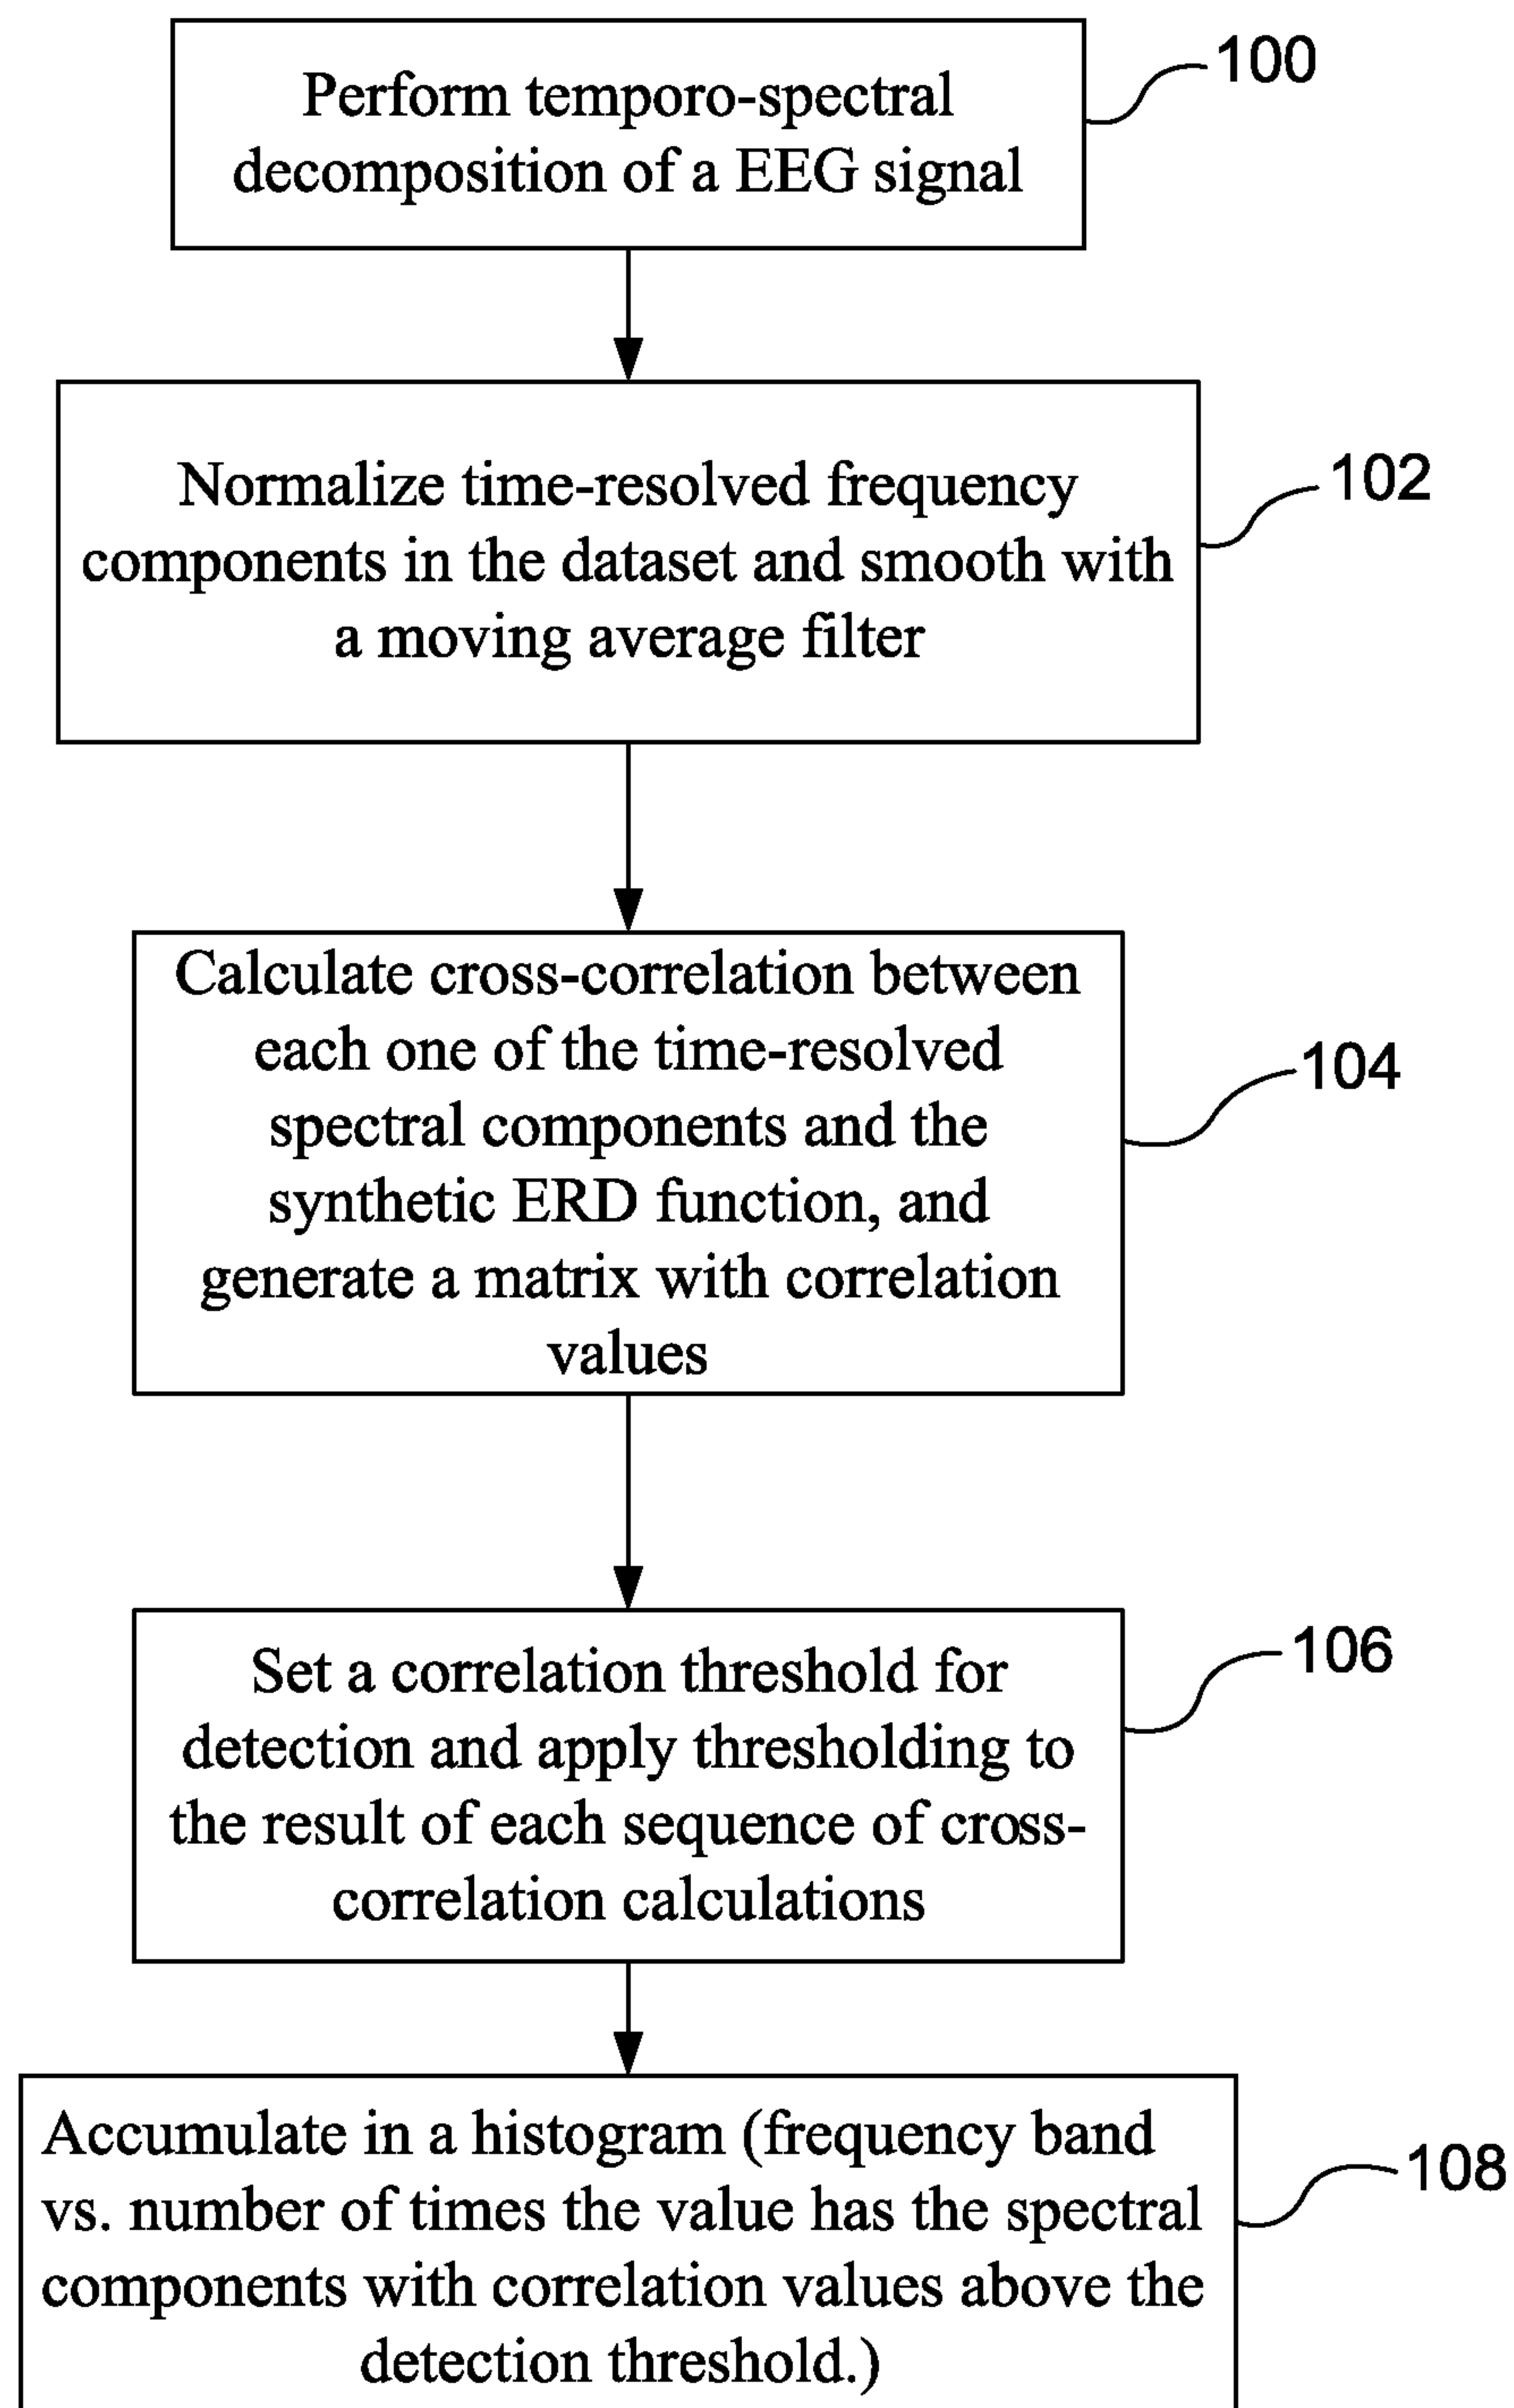 Perform temporo-spectral
decomposition of a EEG signal
100
Normalize time-resolved frequency
components in the dataset and smooth with
a moving average filter
102
Calculate cross-correlation between
each one of the time-resolved
spectral components and the
synthetic ERD function, and
generate a matrix with correlation
values
104
Set a correlation threshold for
detection and apply thresholding to
the result of each sequence of cross-
correlation calculations
106
Accumulate in a histogram (frequency band
vs. number of times the value has the spectral
components with correlation values above the
detection threshold.)
108